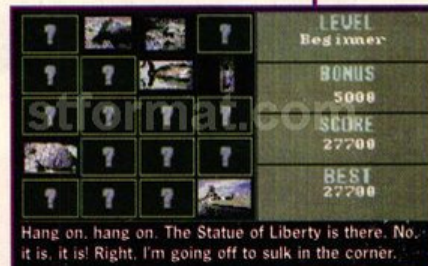 ? ? LEVEL
Beginner
? ? BONUS
5000
? ? ? ? SCORE
27700
? ? ? BEST
27700
? ? ?
stformat.com
Hang on, hang on. The Statue of Liberty is there. No,
it is, it is! Right, I'm going off to sulk in the corner.